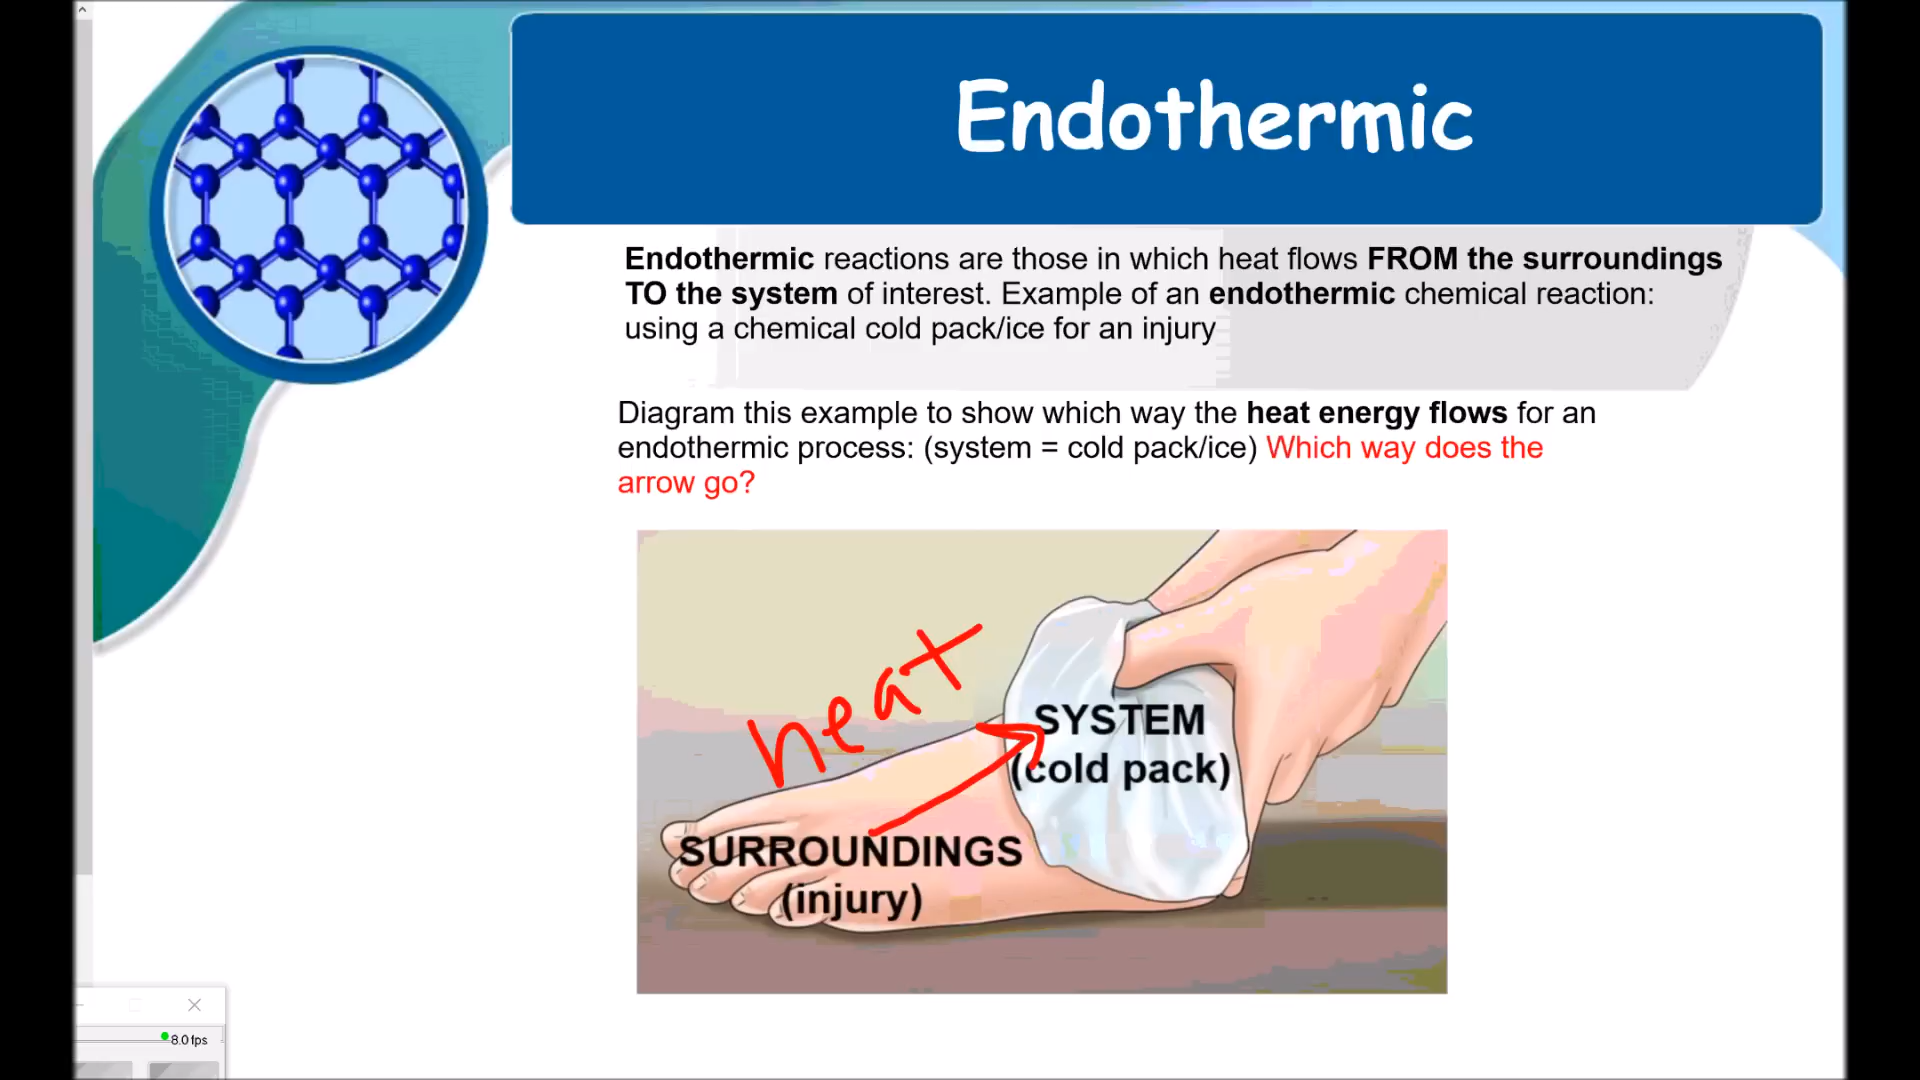 Endothermic
Endothermic reactions are those in which heat flows FROM the surroundings
TO the system of interest. Example of an endothermic chemical reaction:
using a chemical cold pack/ice for an injury
Diagram this example to show which way the heat energy flows for an
endothermic process: (system = cold pack/ice) Which way does the
arrow go?
heat
SYSTEM
(cold pack)
SURROUNDINGS
(injury)
8.0 fps